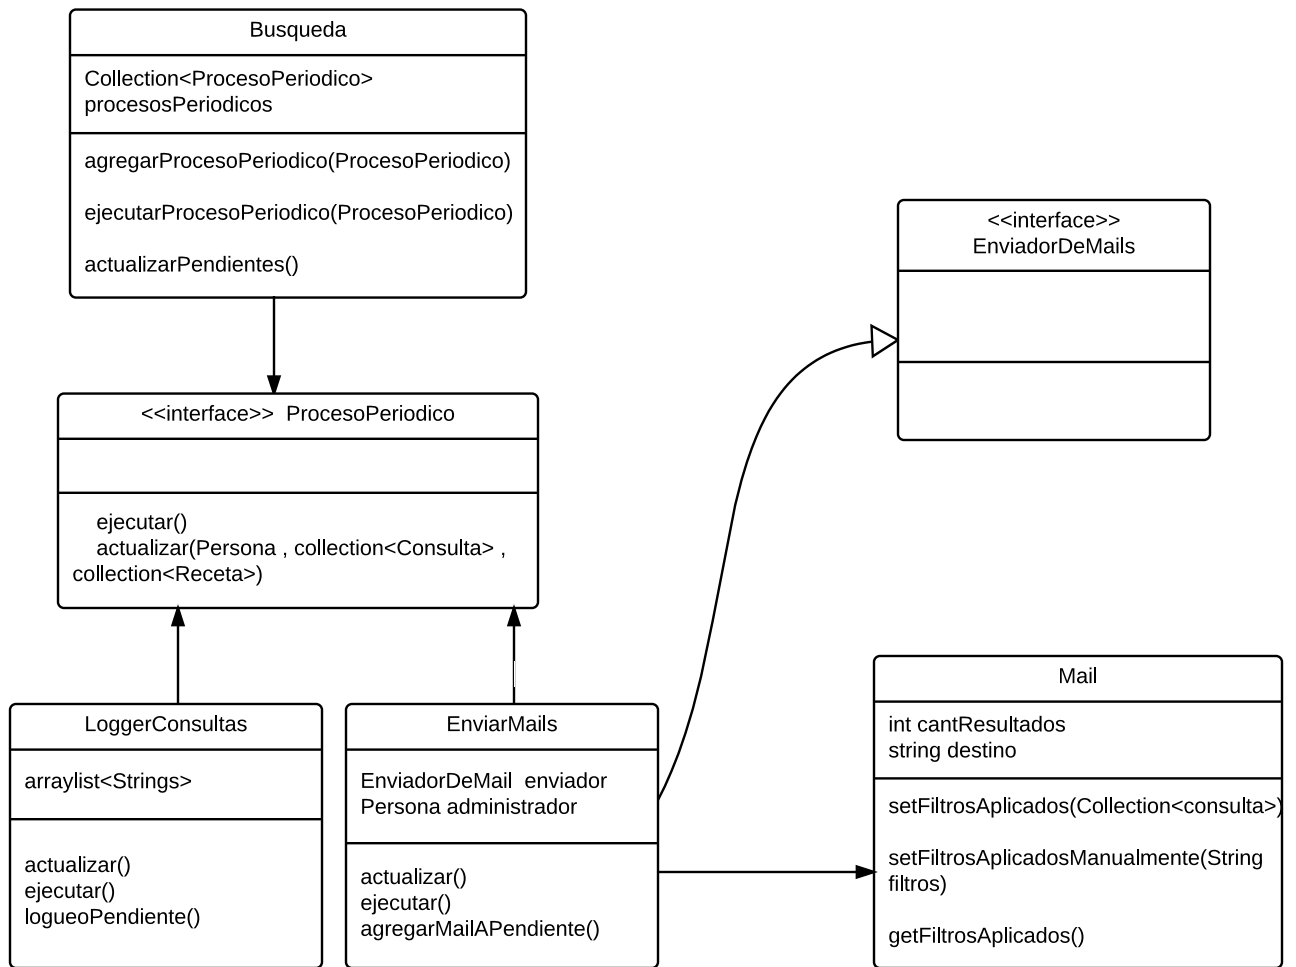 Busqueda
Collection<ProcesoPeriodico>
procesosPeriodicos
agregarProcesoPeriodico(ProcesoPeriodico)
ejecutarProcesoPeriodico(ProcesoPeriodico)
actualizarPendientes()
<<interface>>
EnviadorDeMails
<<interface>>  ProcesoPeriodico
ejecutar()
actualizar(Persona , collection<Consulta> ,
collection<Receta>)
LoggerConsultas
arraylist<Strings>
actualizar()
ejecutar()
logueoPendiente()
EnviarMails
EnviadorDeMail  enviador
Persona administrador
actualizar()
ejecutar()
agregarMailAPendiente()
Mail
int cantResultados
string destino
setFiltrosAplicados(Collection<consulta>)
setFiltrosAplicadosManualmente(String
filtros)
getFiltrosAplicados()